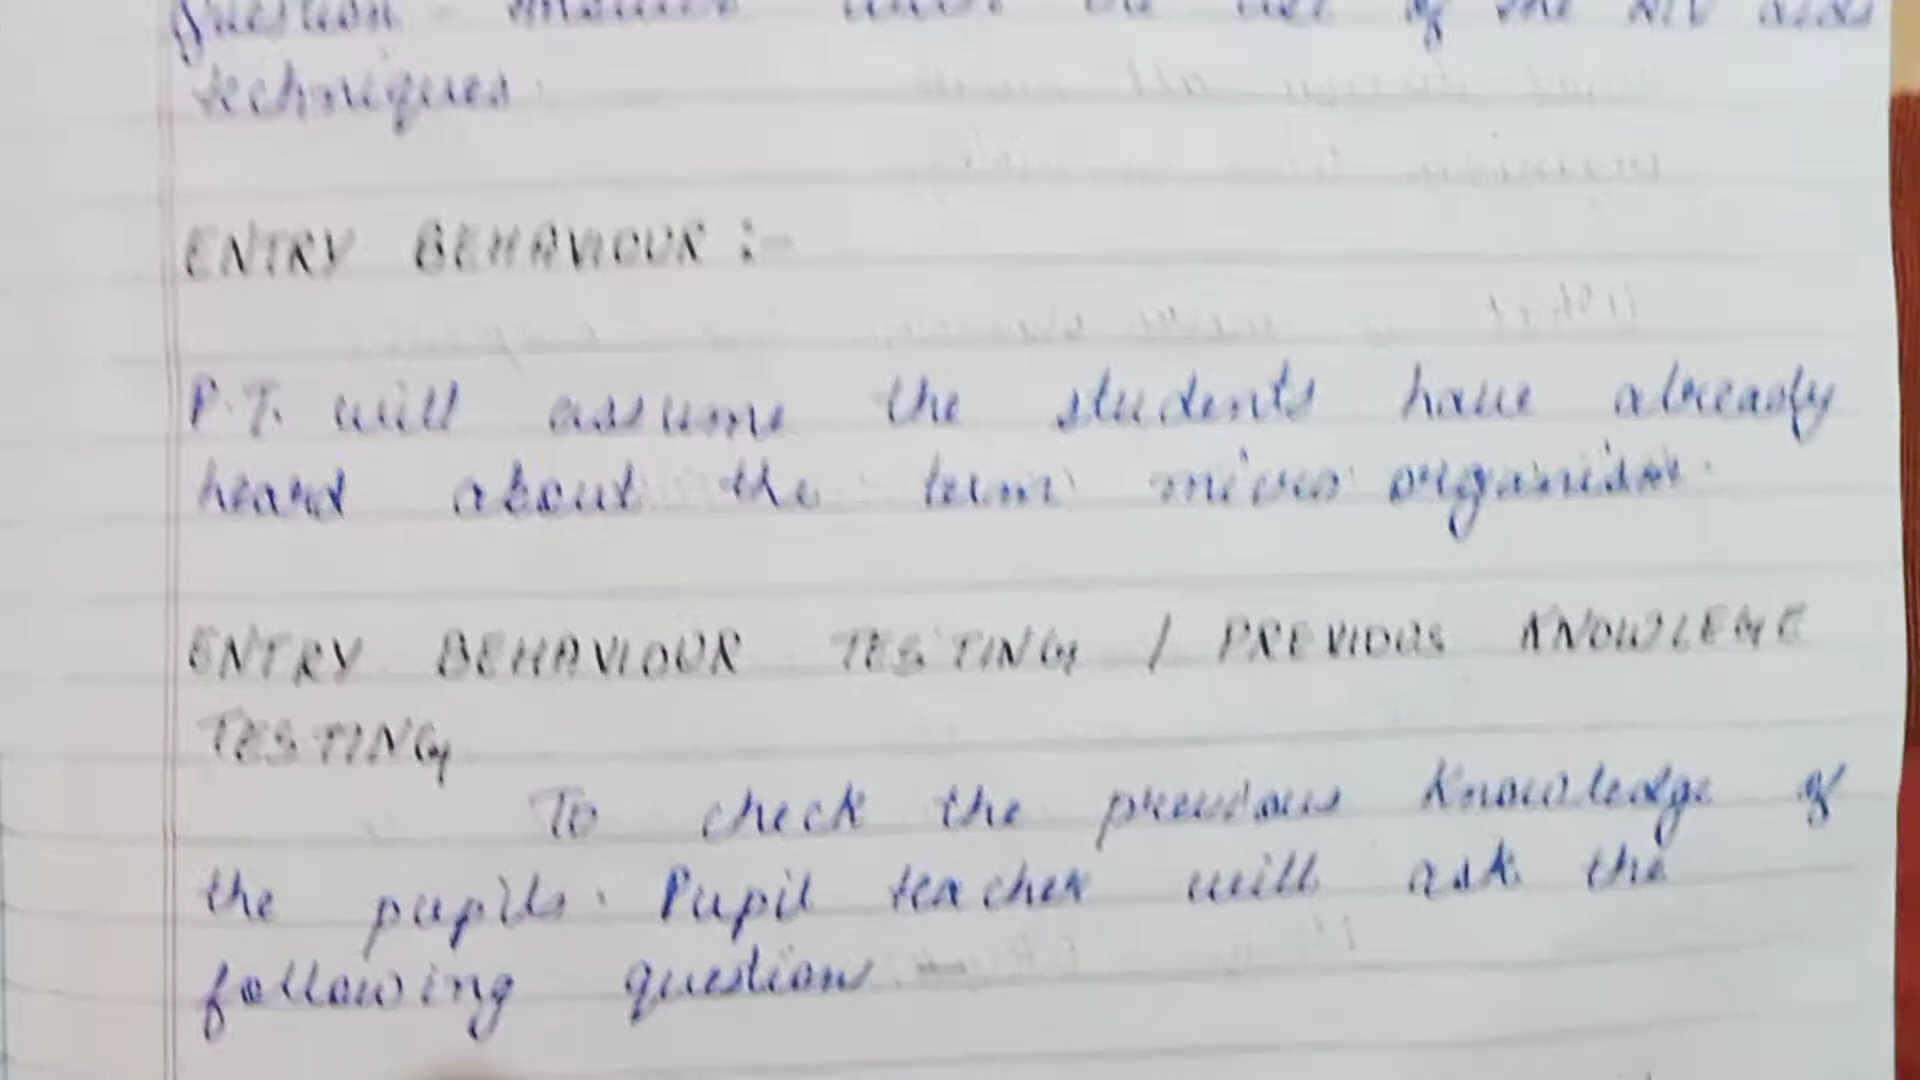 techniques.
ENTRY BEHAVIOUR :-
P.T. will assume the students have already
heard about the term micro organism.
ENTRY BEHAVIOUR TESTING / PREVIOUS KNOWLEDGE
TESTING
To check the previous knowledge of
the pupils. Pupil teacher will ask the
following questions -